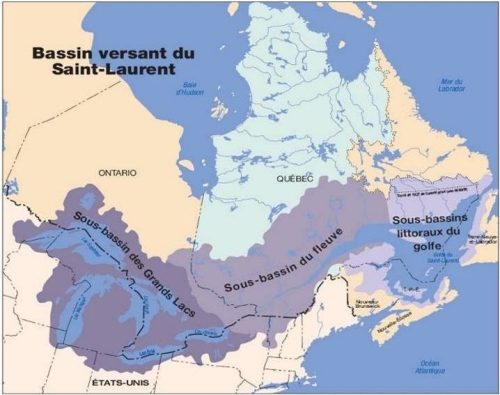 Bassin versant du
Saint-Laurent
Baie
d'Hudson
Mer du
Labrador
ONTARIO
QUÉBEC
Sous-bassins
littoraux du
golfe
Sous-bassin des Grands Lacs
Sous-bassin du fleuve
Golfe du
Saint-Laurent
Terre-Neuve-
et-Labrador
Nouveau-
Brunswick
Nouvelle-Écosse
ÉTATS-UNIS
Océan
Atlantique